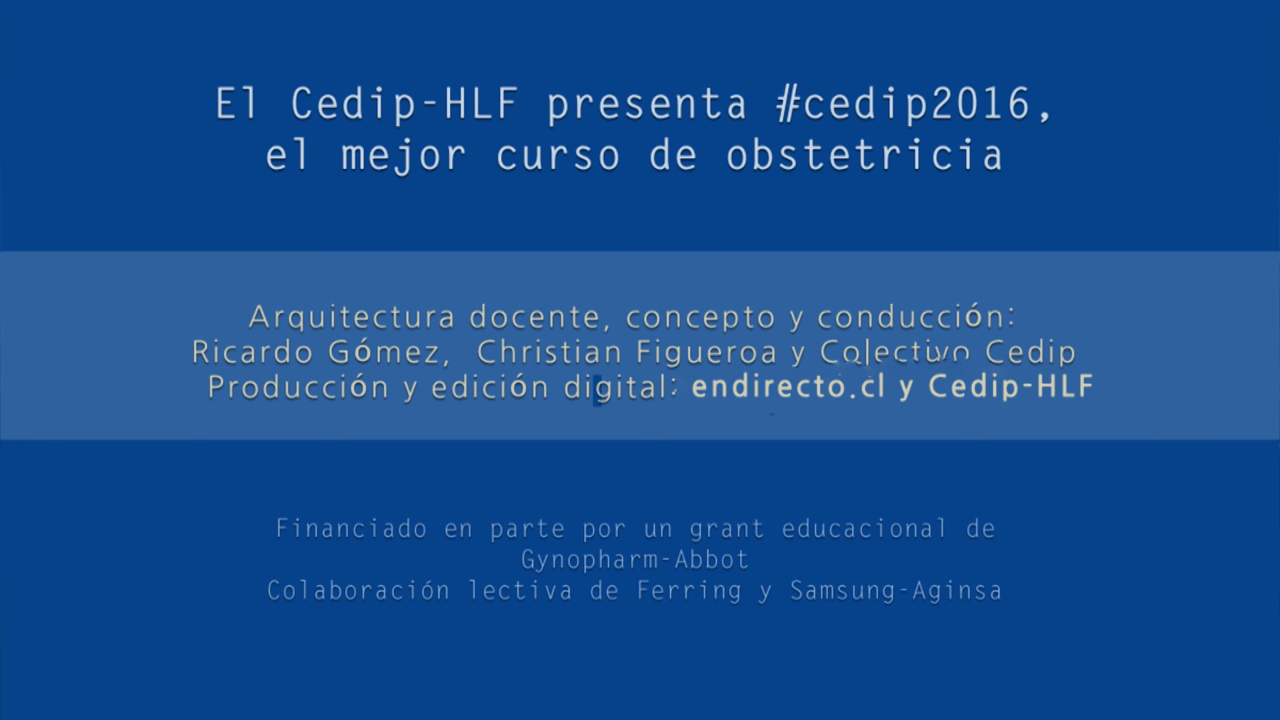 El Cedip-HLF presenta #cedip2016,
el mejor curso de obstetricia
Arquitectura docente, concepto y conducción:
Ricardo Gómez, Christian Figueroa y Colectivo Cedip
Producción y edición digital: endirecto.cl y Cedip-HLF
Financiado en parte por un grant educacional de
Gynopharm-Abbot
Colaboración lectiva de Ferring y Samsung-Aginsa